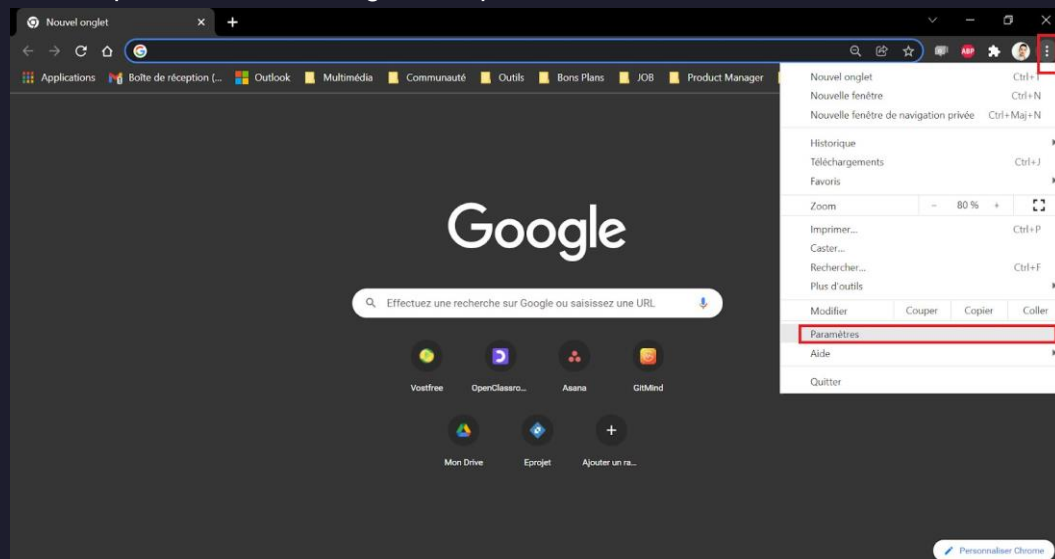 Nouvel onglet
Applications Boîte de réception (... Outlook Multimédia Communauté Outils Bons Plans JOB Product Manager
Nouvel onglet Ctrl+T
Nouvelle fenêtre Ctrl+N
Nouvelle fenêtre de navigation privée Ctrl+Maj+N
Historique
Téléchargements Ctrl+J
Favoris
Zoom - 80 % +
Imprimer... Ctrl+P
Caster...
Rechercher... Ctrl+F
Plus d'outils
Modifier Couper Copier Coller
Paramètres
Aide
Quitter
Google
Effectuez une recherche sur Google ou saisissez une URL
Vostfree OpenClassro... Asana GitMind
Mon Drive Eprojet Ajouter un ra...
Personnaliser Chrome
ABP